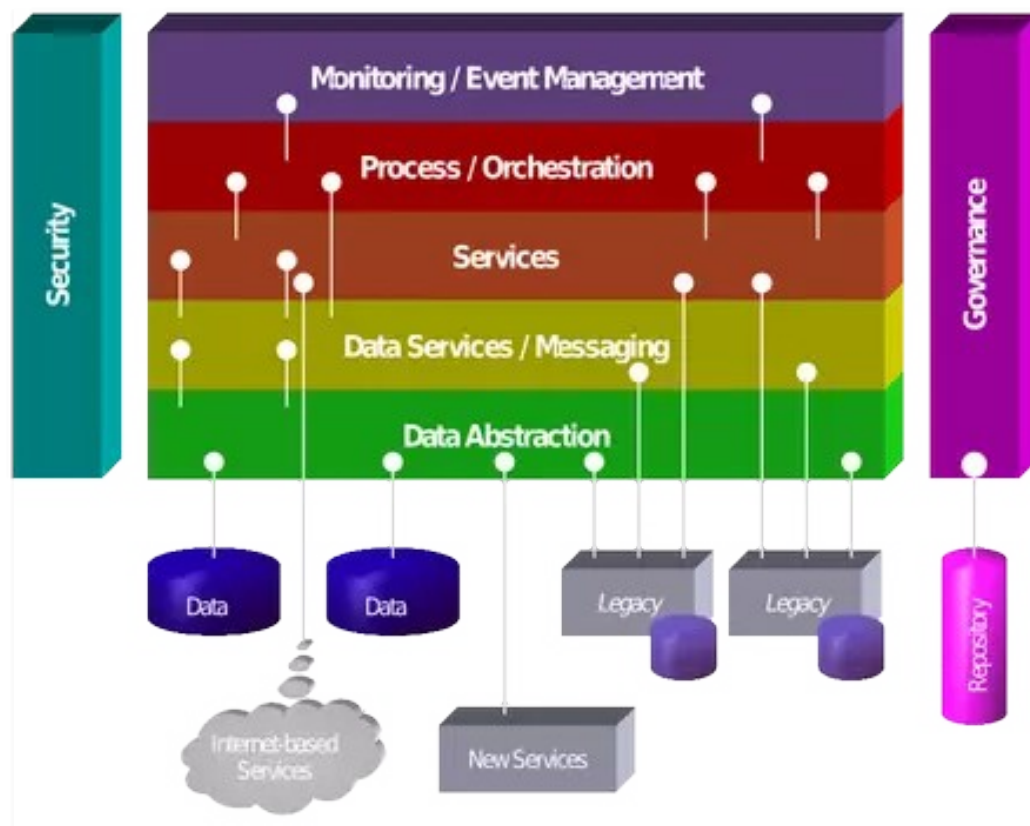 Monitoring / Event Management
Process / Orchestration
Services
Data Services / Messaging
Data Abstraction
Security
Governance
Data
Data
Legacy
Legacy
Repository
Internet-based
Services
New Services